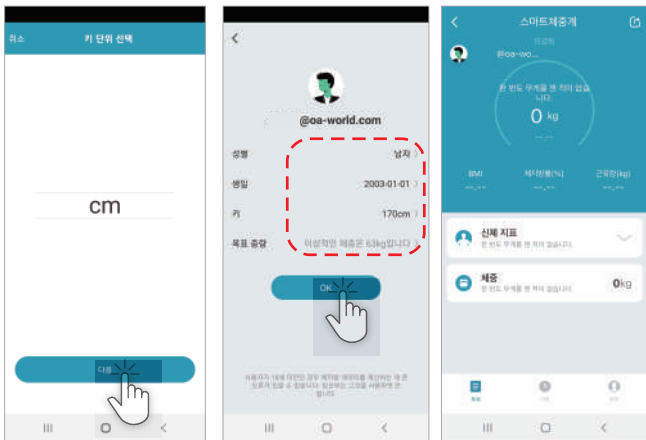 취소
키 단위 선택
cm
다음
@oa-world.com
성별
남자
생일
2003-01-01
키
170cm
목표 중량
이상적인 체중은 63kg입니다
OK
스마트체중계
@oa-wo...
한 번도 무게를 잰 적이 없습
니다.
0 kg
--.--
BMI
체지방률(%)
근육량(kg)
--.--
--.--
--.--
신체 지표
한 번도 무게를 잰 적이 없습니다.
체중
한 번도 무게를 잰 적이 없습니다.
0kg